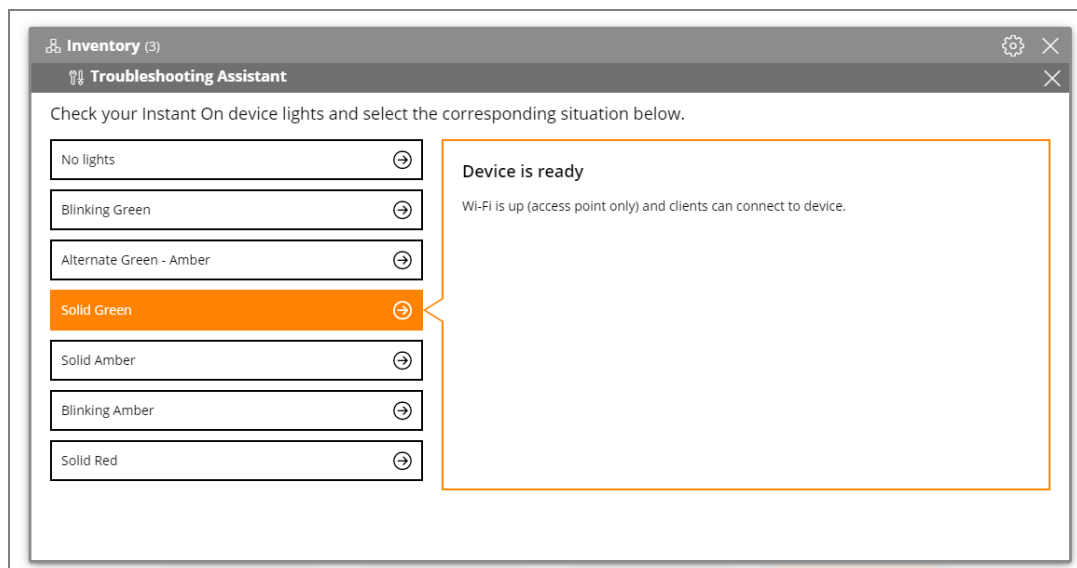 Inventory (3)
Troubleshooting Assistant
Check your Instant On device lights and select the corresponding situation below.
No lights
Blinking Green
Alternate Green - Amber
Solid Green
Solid Amber
Blinking Amber
Solid Red
Device is ready
Wi-Fi is up (access point only) and clients can connect to device.